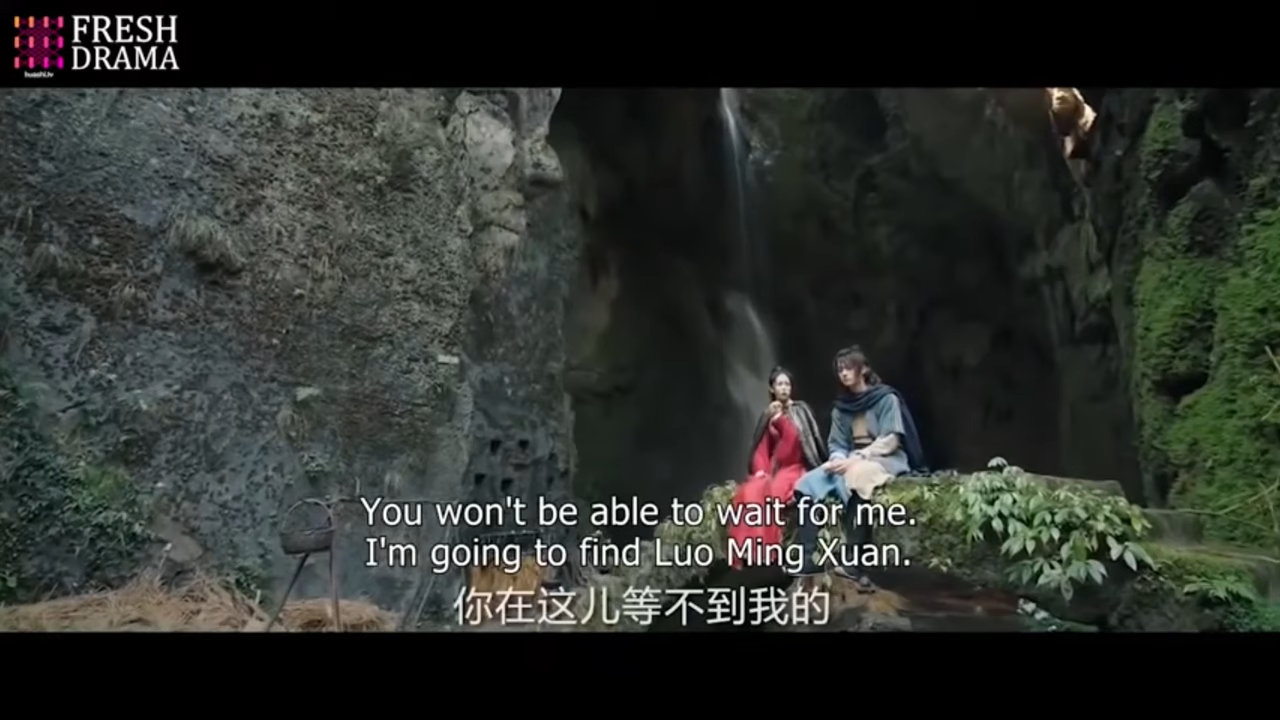 FRESH
DRAMA
You won't be able to wait for me.
I'm going to find Luo Ming Xuan.
你在这儿等不到我的